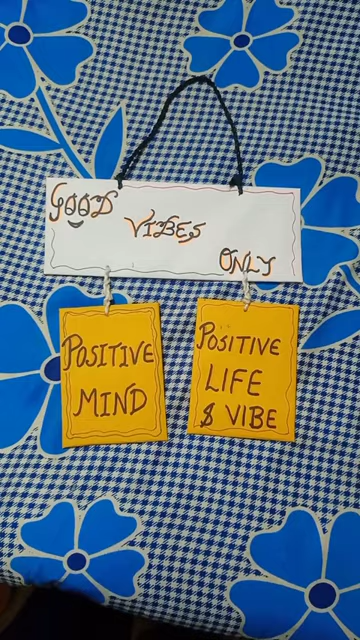 GOOD
VIBES
ONLY
POSITIVE
MIND
POSITIVE
LIFE
& VIBE